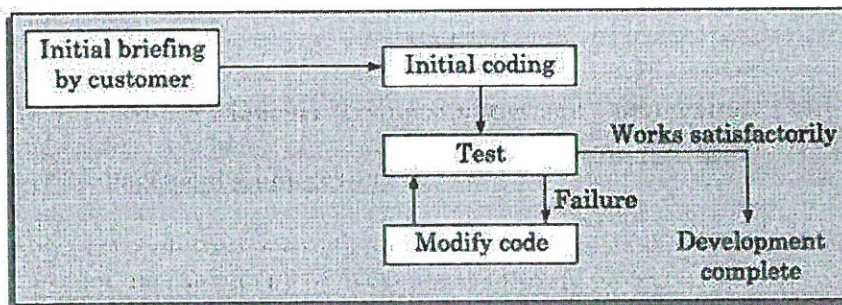 Initial briefing
by customer
Initial coding
Test
Works satisfactorily
Failure
Modify code
Development
complete